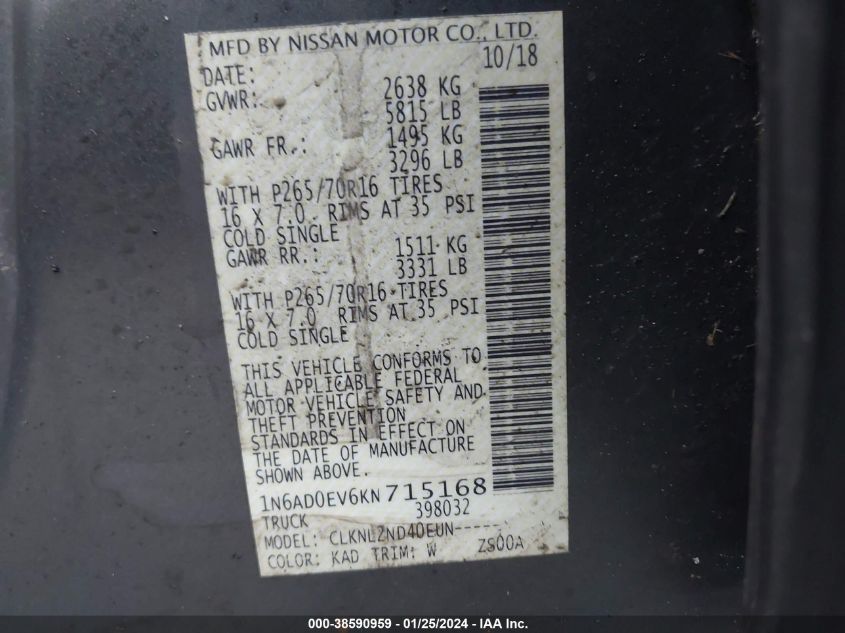 MFD BY NISSAN MOTOR CO., LTD.
DATE: 10/18
GVWR: 2638 KG
5815 LB
GAWR FR.: 1495 KG
3296 LB
WITH P265/70R16 TIRES
16 X 7.0 RIMS AT 35 PSI
COLD SINGLE
GAWR RR.: 1511 KG
3331 LB
WITH P265/70R16 TIRES
16 X 7.0 RIMS AT 35 PSI
COLD SINGLE
THIS VEHICLE CONFORMS TO
ALL APPLICABLE FEDERAL
MOTOR VEHICLE SAFETY AND
THEFT PREVENTION
STANDARDS IN EFFECT ON
THE DATE OF MANUFACTURE
SHOWN ABOVE.
1N6AD0EV6KN715168
TRUCK 398032
MODEL: CLKNLZND40EUN-----
COLOR: KAD TRIM: W ZS00A
000-38590959 - 01/25/2024 - IAA Inc.